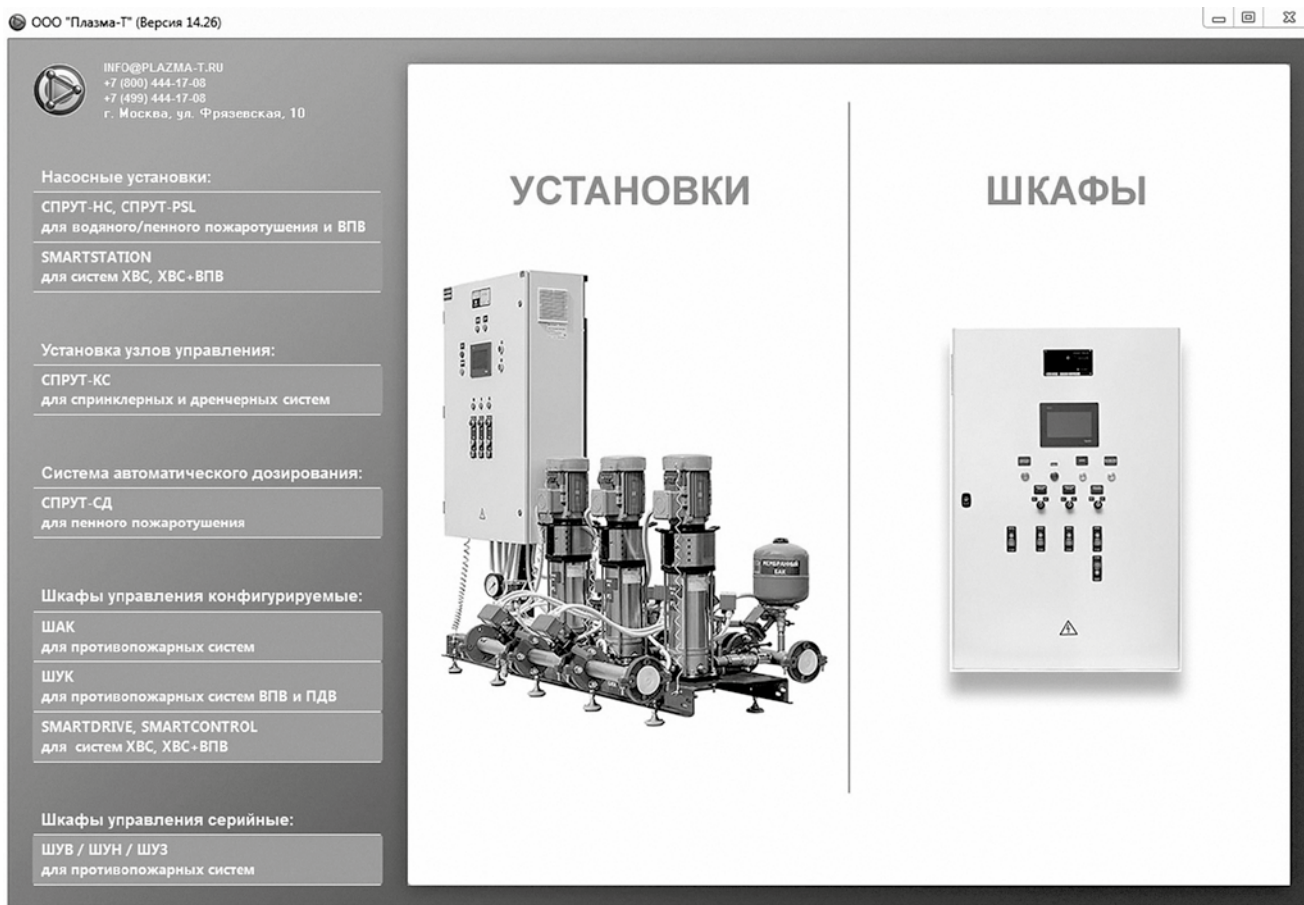 ООО "Плазма-Т" (Версия 14.26)
INFO@PLAZMA-T.RU
+7 (800) 444-17-08
+7 (499) 444-17-08
г. Москва, ул. Фрязевская, 10
Насосные установки:
СПРУТ-НС, СПРУТ-PSL
для водяного/пенного пожаротушения и ВПВ
SMARTSTATION
для систем ХВС, ХВС+ВПВ
Установка узлов управления:
СПРУТ-КС
для спринклерных и дренчерных систем
Система автоматического дозирования:
СПРУТ-СД
для пенного пожаротушения
Шкафы управления конфигурируемые:
ШАК
для противопожарных систем
ШУК
для противопожарных систем ВПВ и ПДВ
SMARTDRIVE, SMARTCONTROL
для  систем ХВС, ХВС+ВПВ
Шкафы управления серийные:
ШУВ / ШУН / ШУЗ
для противопожарных систем
УСТАНОВКИ
МЕМБРАННЫЙ
БАК
ШКАФЫ